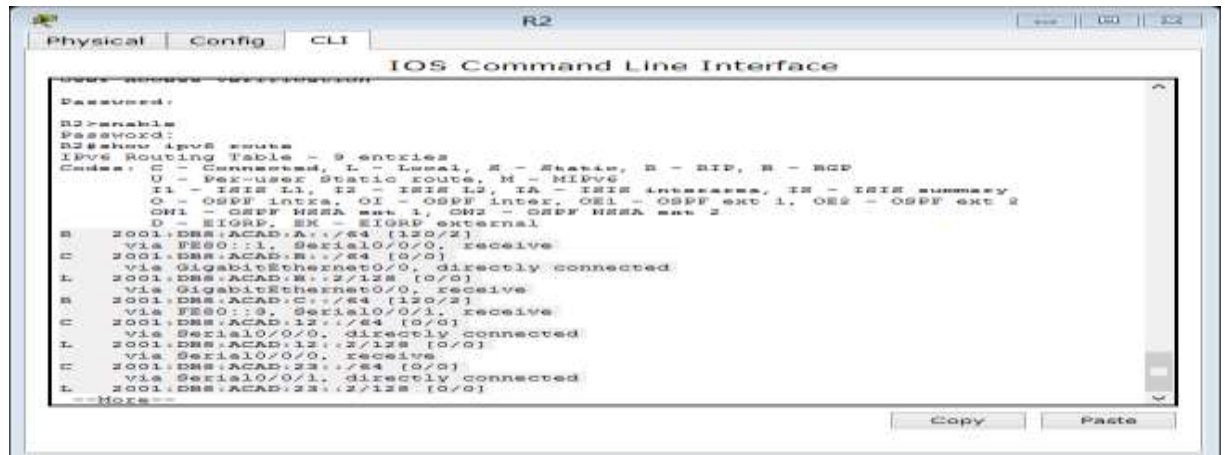 R2
Physical Config CLI
IOS Command Line Interface
User Access Verification
Password:
R2>enable
Password:
R2#show ipv6 route
IPv6 Routing Table - 9 entries
Codes: C - Connected, L - Local, S - Static, R - RIP, B - BGP
U - Per-user Static route, M - MIPv6
I1 - ISIS L1, I2 - ISIS L2, IA - ISIS interarea, IS - ISIS summary
O - OSPF intra, OI - OSPF inter, OE1 - OSPF ext 1, OE2 - OSPF ext 2
ON1 - OSPF NSSA ext 1, ON2 - OSPF NSSA ext 2
D - EIGRP, EX - EIGRP external
R 2001:DB8:ACAD:A::/64 [120/2]
via FE80::1, Serial0/0/0, receive
C 2001:DB8:ACAD:B::/64 [0/0]
via GigabitEthernet0/0, directly connected
L 2001:DB8:ACAD:B::2/128 [0/0]
via GigabitEthernet0/0, receive
R 2001:DB8:ACAD:C::/64 [120/2]
via FE80::3, Serial0/0/1, receive
C 2001:DB8:ACAD:12::/64 [0/0]
via Serial0/0/0, directly connected
L 2001:DB8:ACAD:12::2/128 [0/0]
via Serial0/0/0, receive
C 2001:DB8:ACAD:23::/64 [0/0]
via Serial0/0/1, directly connected
L 2001:DB8:ACAD:23::2/128 [0/0]
--More--
Copy Paste